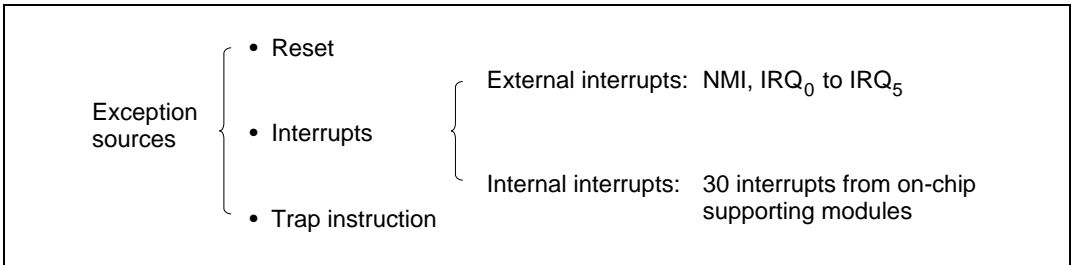 • Reset
External interrupts: NMI, IRQ0 to IRQ5
Exception
sources
• Interrupts
Internal interrupts: 30 interrupts from on-chip
supporting modules
• Trap instruction